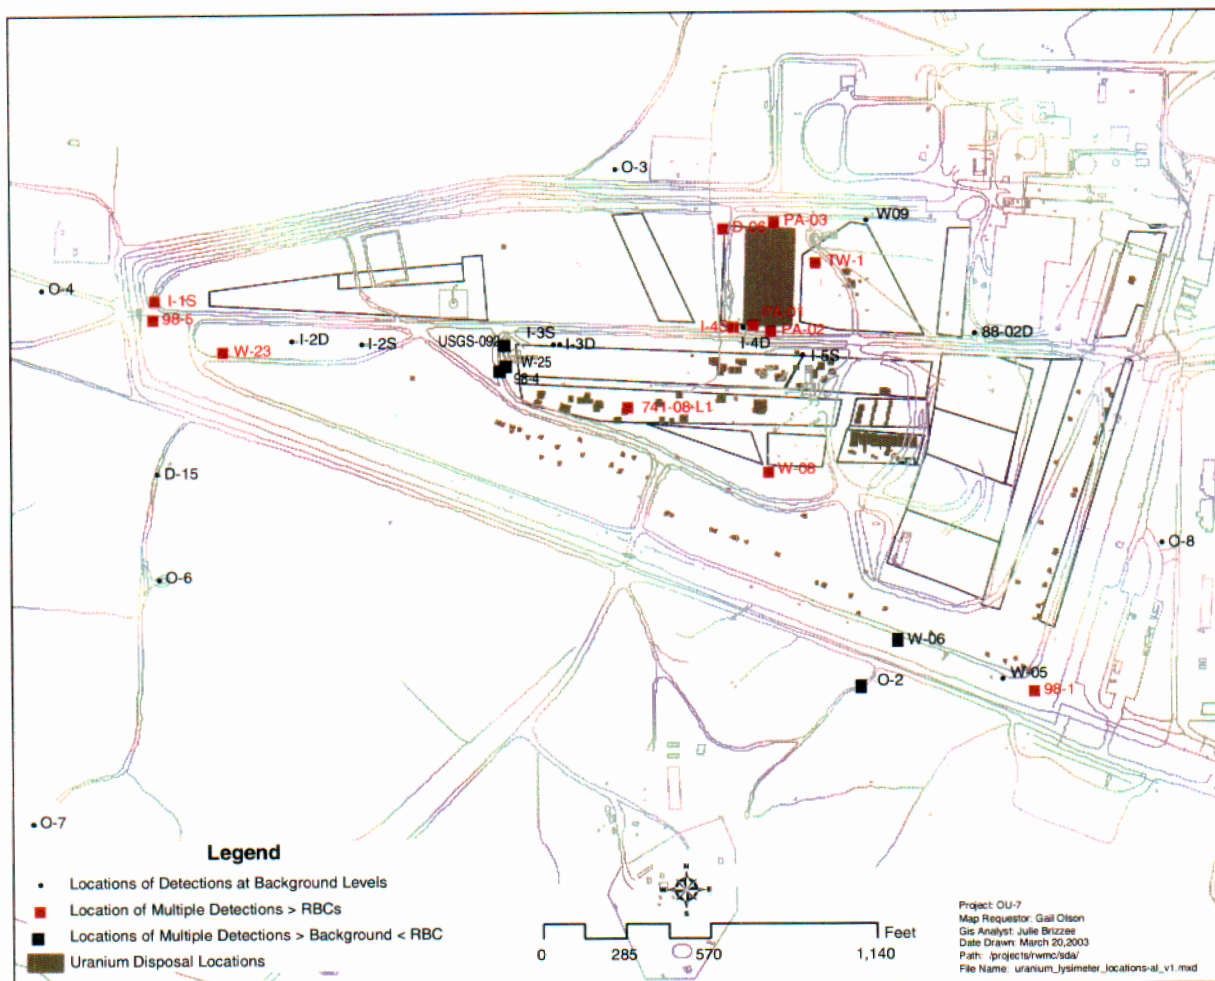 O-3
W09
PA-03
D-06
TW-1
O-4
I-1S
98-5
PA-01
I-4S
PA-02
I-4D
88-02D
I-2D
I-2S
USGS-092
I-3S
I-3D
I-5S
W-23
W-25
98-4
741-08-L1
W-08
D-15
O-8
O-6
W-06
W-05
O-2
98-1
O-7
Legend
Locations of Detections at Background Levels
Location of Multiple Detections > RBCs
Locations of Multiple Detections > Background < RBC
Uranium Disposal Locations
N
W
E
S
Feet
0
285
570
1,140
Project: OU-7
Map Requestor: Gail Olson
Gis Analyst: Julie Brizzee
Date Drawn: March 20,2003
Path: /projects/rwmc/sda/
File Name: uranium_lysimeter_locations-al_v1.mxd